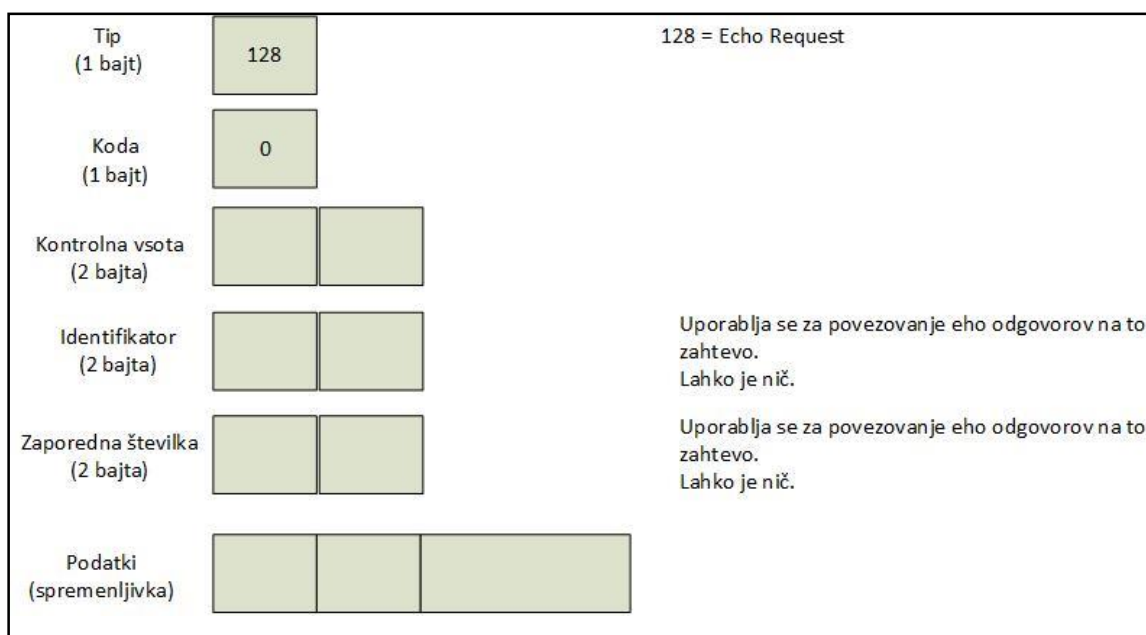 Tip
(1 bajt)
128
128 = Echo Request
Koda
(1 bajt)
0
Kontrolna vsota
(2 bajta)
Identifikator
(2 bajta)
Uporablja se za povezovanje eho odgovorov na to
zahtevo.
Lahko je nič.
Zaporedna številka
(2 bajta)
Uporablja se za povezovanje eho odgovorov na to
zahtevo.
Lahko je nič.
Podatki
(spremenljivka)